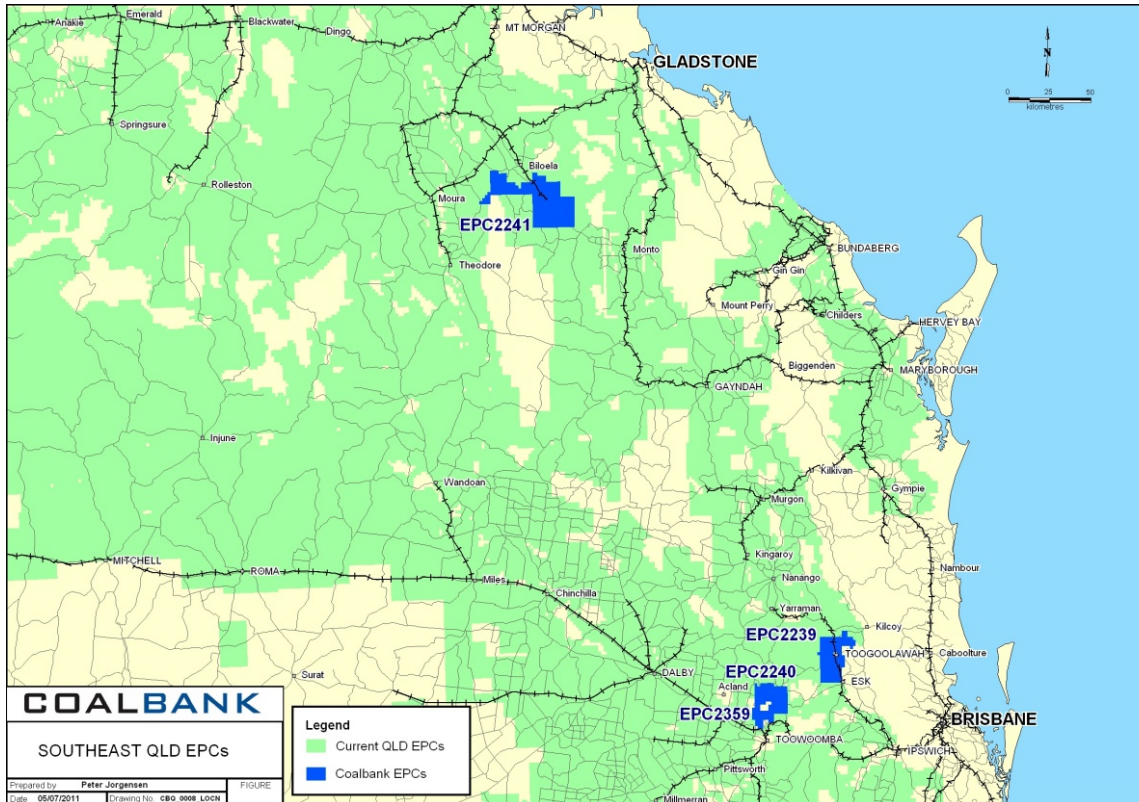 Anakie
Emerald
Blackwater
Dingo
MT MORGAN
GLADSTONE
N
0 25 50
kilometres
Springsure
Rolleston
Biloela
Moura
EPC2241
Theodore
Monto
BUNDABERG
Gin Gin
Mount Perry
Childers
HERVEY BAY
Biggenden
MARYBOROUGH
GAYNDAH
Injune
Wandoan
Kilkivan
Gympie
Murgon
MITCHELL
ROMA
Miles
Kingaroy
Nambour
Chinchilla
Nanango
Yarraman
Kilcoy
EPC2239
TOOGOOLAWAH
Caboolture
Surat
DALBY
EPC2240
ESK
Acland
EPC2359
BRISBANE
TOOWOOMBA
IPSWICH
Pittsworth
Millmerran
COALBANK
SOUTHEAST QLD EPCs
Prepared by Peter Jorgensen
FIGURE
Date 05/07/2011 Drawing No. CBQ_0008_LOCN
Legend
Current QLD EPCs
Coalbank EPCs